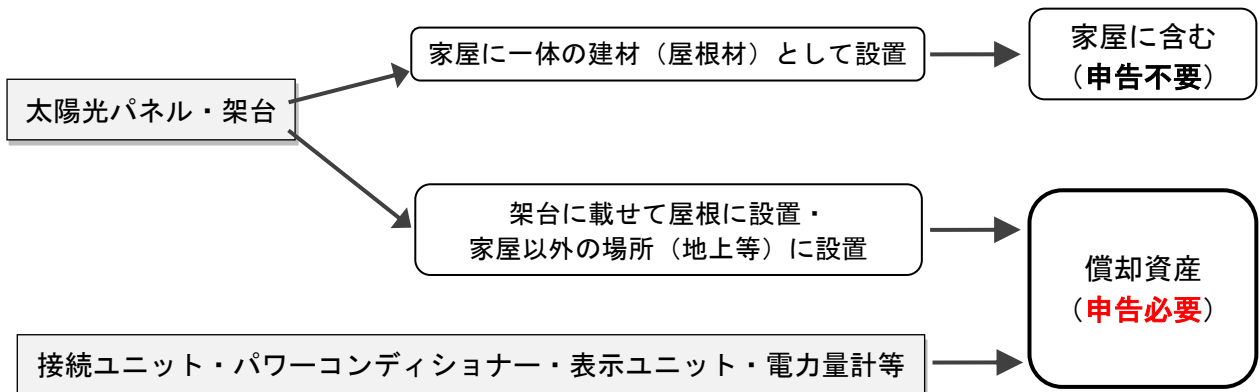 太陽光パネル・架台
家屋に一体の建材（屋根材）として設置
家屋に含む
（申告不要）
架台に載せて屋根に設置・
家屋以外の場所（地上等）に設置
償却資産
（申告必要）
接続ユニット・パワーコンディショナー・表示ユニット・電力量計等